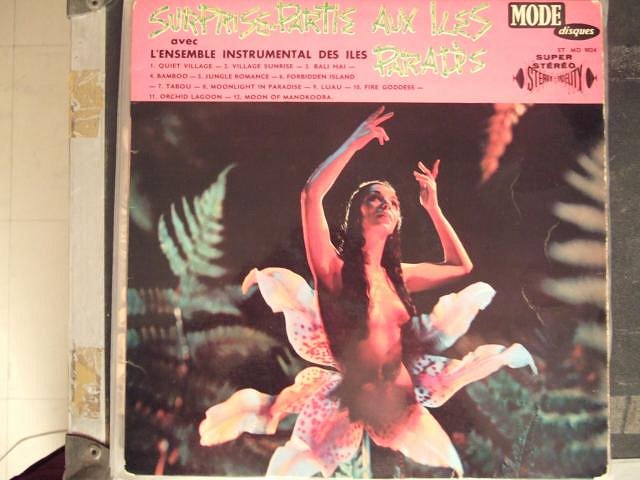 SURPRISE-PARTIE AUX ILES
PARADIS
avec
L'ENSEMBLE INSTRUMENTAL DES ILES
1. QUIET VILLAGE — 2. VILLAGE SUNRISE — 3. BALI HAI —
4. BAMBOO — 5. JUNGLE ROMANCE — 6. FORBIDDEN ISLAND
— 7. TABOU — 8. MOONLIGHT IN PARADISE — 9. LUAU — 10. FIRE GODDESS —
11. ORCHID LAGOON — 12. MOON OF MANOKOORA.
MODE
disques
ST MD 9024
SUPER
STÉRÉO
STEREO-FIDELITY